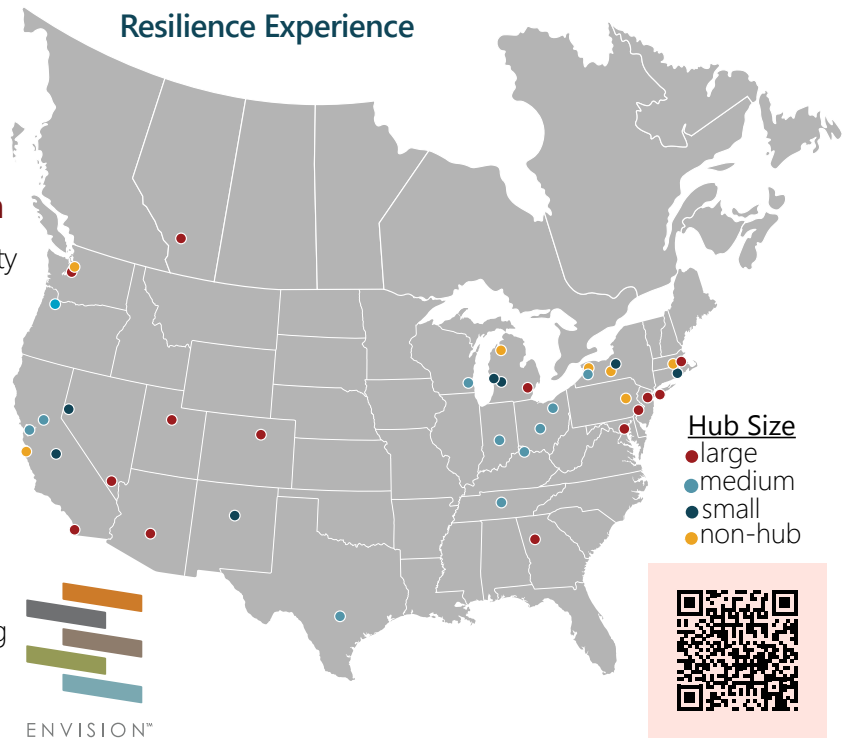 Resilience Experience
Hub Size
large
medium
small
non-hub
ENVISION™